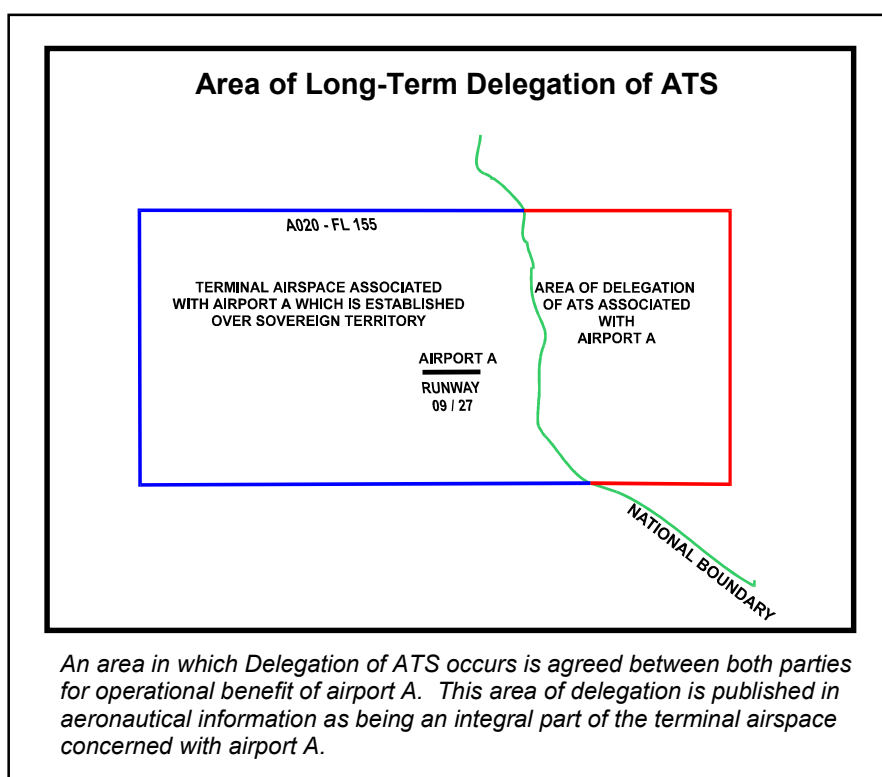 Area of Long-Term Delegation of ATS
A020 - FL 155
TERMINAL AIRSPACE ASSOCIATED
WITH AIRPORT A WHICH IS ESTABLISHED
OVER SOVEREIGN TERRITORY
AREA OF DELEGATION
OF ATS ASSOCIATED
WITH
AIRPORT A
AIRPORT A
RUNWAY
09 / 27
NATIONAL BOUNDARY
An area in which Delegation of ATS occurs is agreed between both parties
for operational benefit of airport A.  This area of delegation is published in
aeronautical information as being an integral part of the terminal airspace
concerned with airport A.